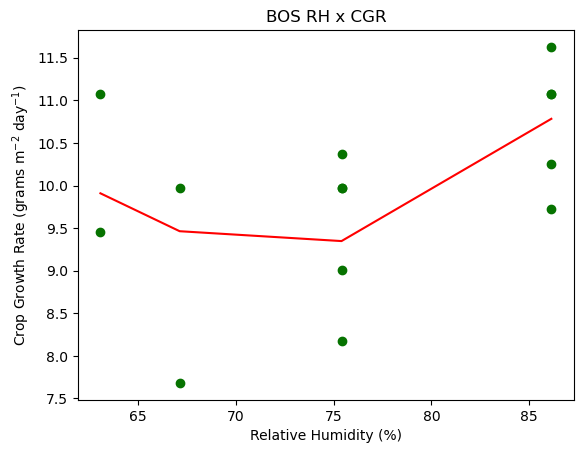 BOS RH x CGR
Crop Growth Rate (grams m⁻² day⁻¹)
11.5
11.0
10.5
10.0
9.5
9.0
8.5
8.0
7.5
65 70 75 80 85
Relative Humidity (%)